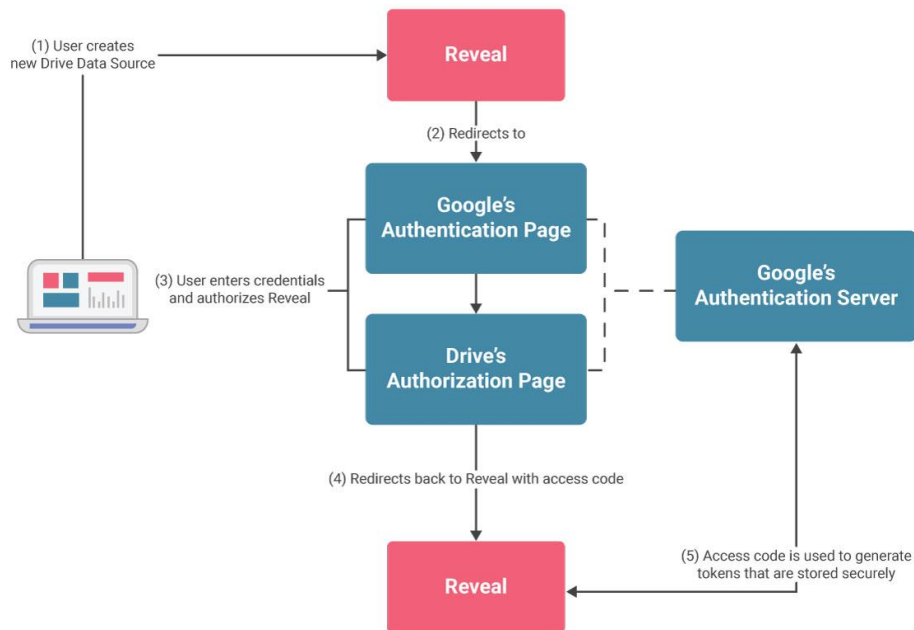 (1) User creates
new Drive Data Source
Reveal
(2) Redirects to
Google’s
Authentication Page
(3) User enters credentials
and authorizes Reveal
Google’s
Authentication Server
Drive’s
Authorization Page
(4) Redirects back to Reveal with access code
(5) Access code is used to generate
tokens that are stored securely
Reveal